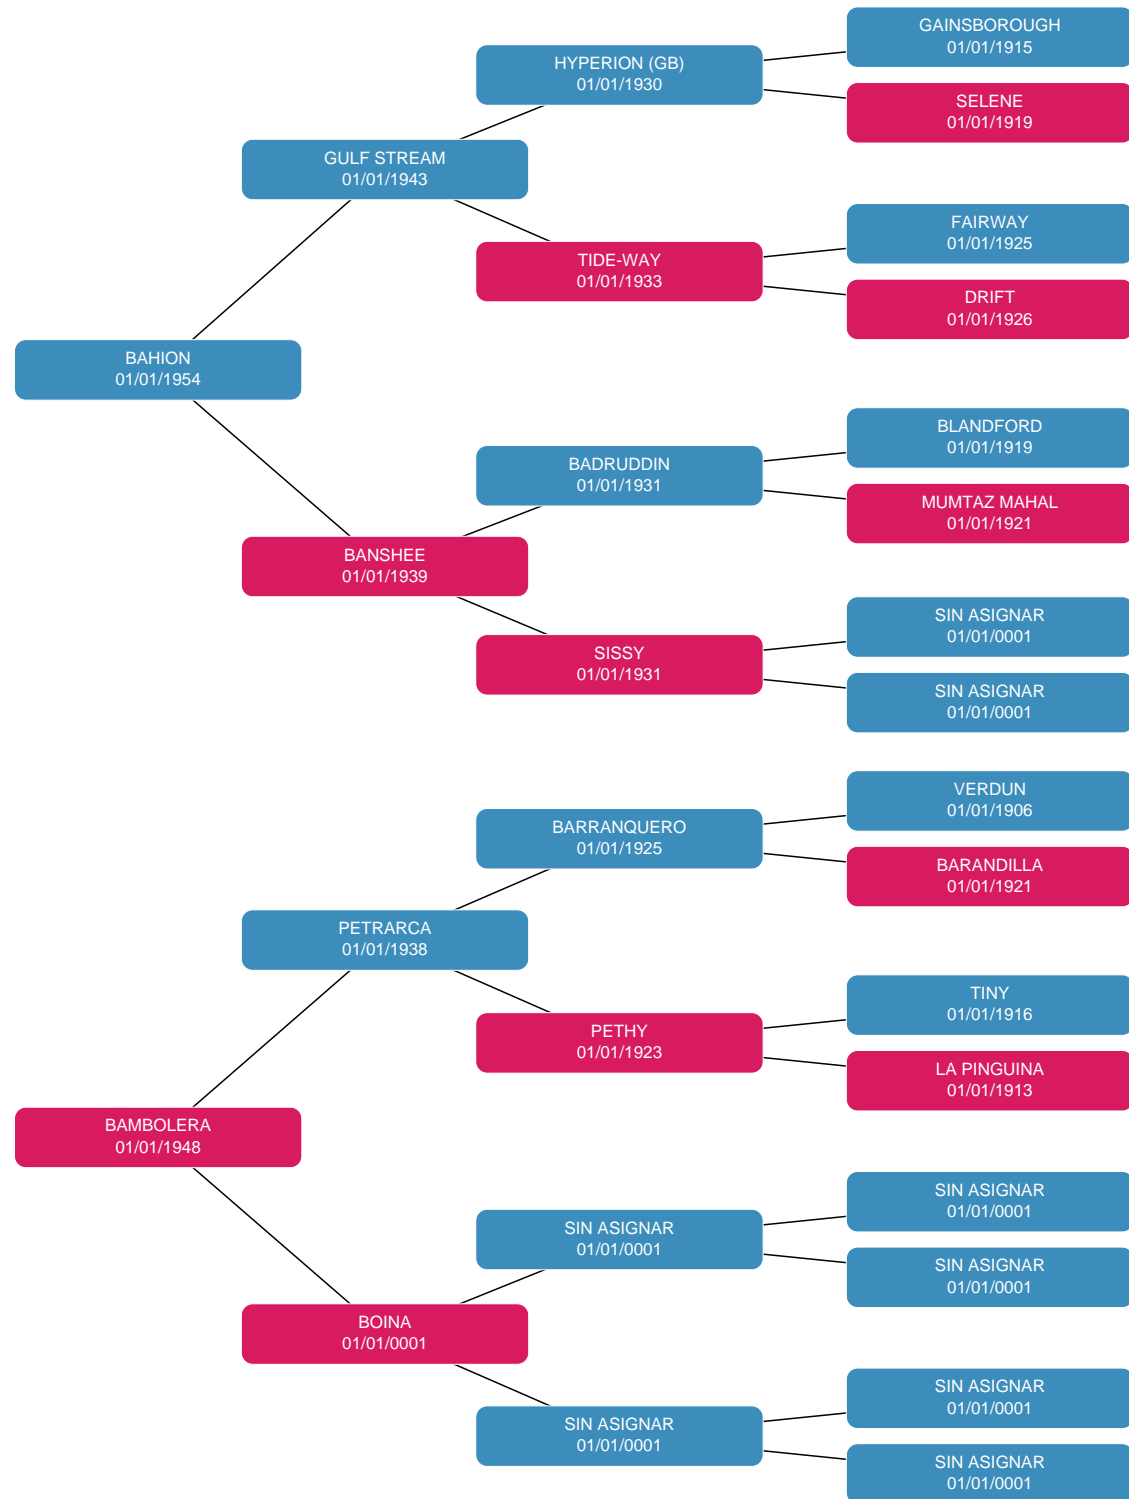 GAINSBOROUGH
01/01/1915
HYPERION (GB)
01/01/1930
SELENE
01/01/1919
GULF STREAM
01/01/1943
FAIRWAY
01/01/1925
TIDE-WAY
01/01/1933
DRIFT
01/01/1926
BAHION
01/01/1954
BLANDFORD
01/01/1919
BADRUDDIN
01/01/1931
MUMTAZ MAHAL
01/01/1921
BANSHEE
01/01/1939
SIN ASIGNAR
01/01/0001
SISSY
01/01/1931
SIN ASIGNAR
01/01/0001
VERDUN
01/01/1906
BARRANQUERO
01/01/1925
BARANDILLA
01/01/1921
PETRARCA
01/01/1938
TINY
01/01/1916
PETHY
01/01/1923
LA PINGUINA
01/01/1913
BAMBOLERA
01/01/1948
SIN ASIGNAR
01/01/0001
SIN ASIGNAR
01/01/0001
SIN ASIGNAR
01/01/0001
BOINA
01/01/0001
SIN ASIGNAR
01/01/0001
SIN ASIGNAR
01/01/0001
SIN ASIGNAR
01/01/0001